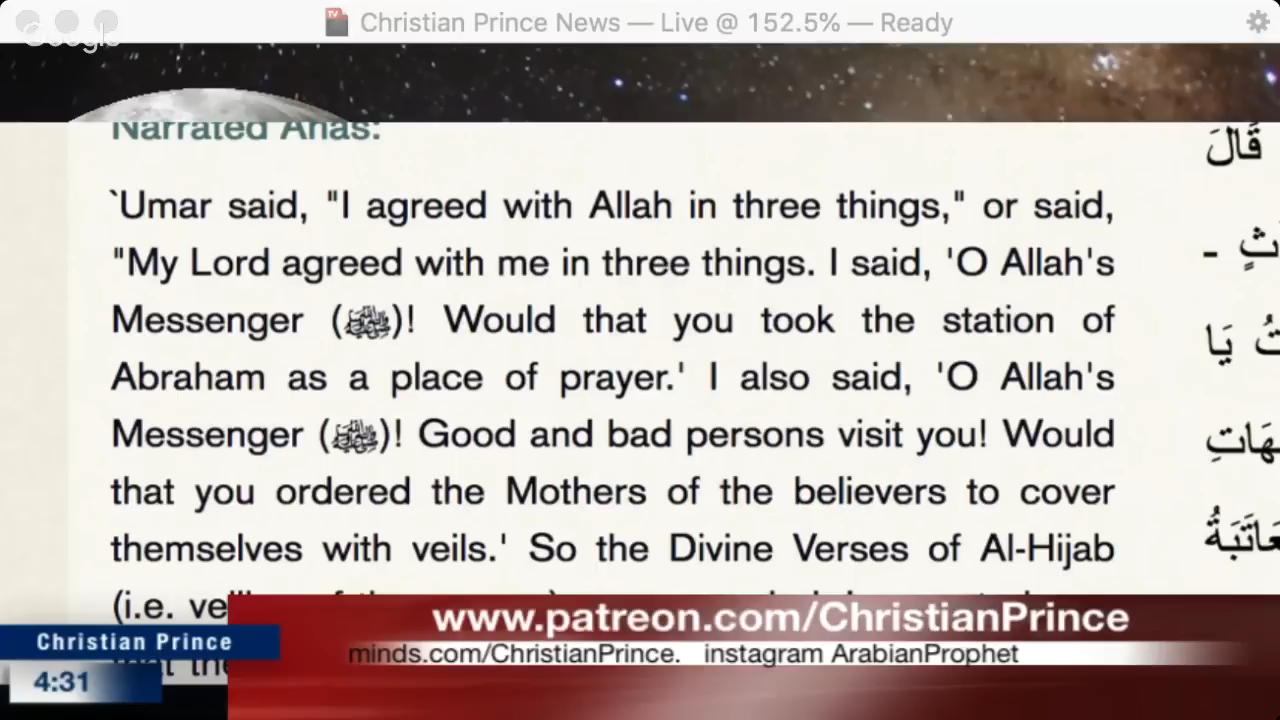 Christian Prince News — Live @ 152.5% — Ready
Google
Narrated Anas:
قَالَ
`Umar said, "I agreed with Allah in three things," or said,
"My Lord agreed with me in three things. I said, 'O Allah's
Messenger (ﷺ)! Would that you took the station of
يَا
Abraham as a place of prayer.' I also said, 'O Allah's
Messenger (ﷺ)! Good and bad persons visit you! Would
that you ordered the Mothers of the believers to cover
themselves with veils.' So the Divine Verses of Al-Hijab
(i.e.
www.patreon.com/ChristianPrince
Christian Prince
minds.com/ChristianPrince. instagram ArabianProphet
4:31